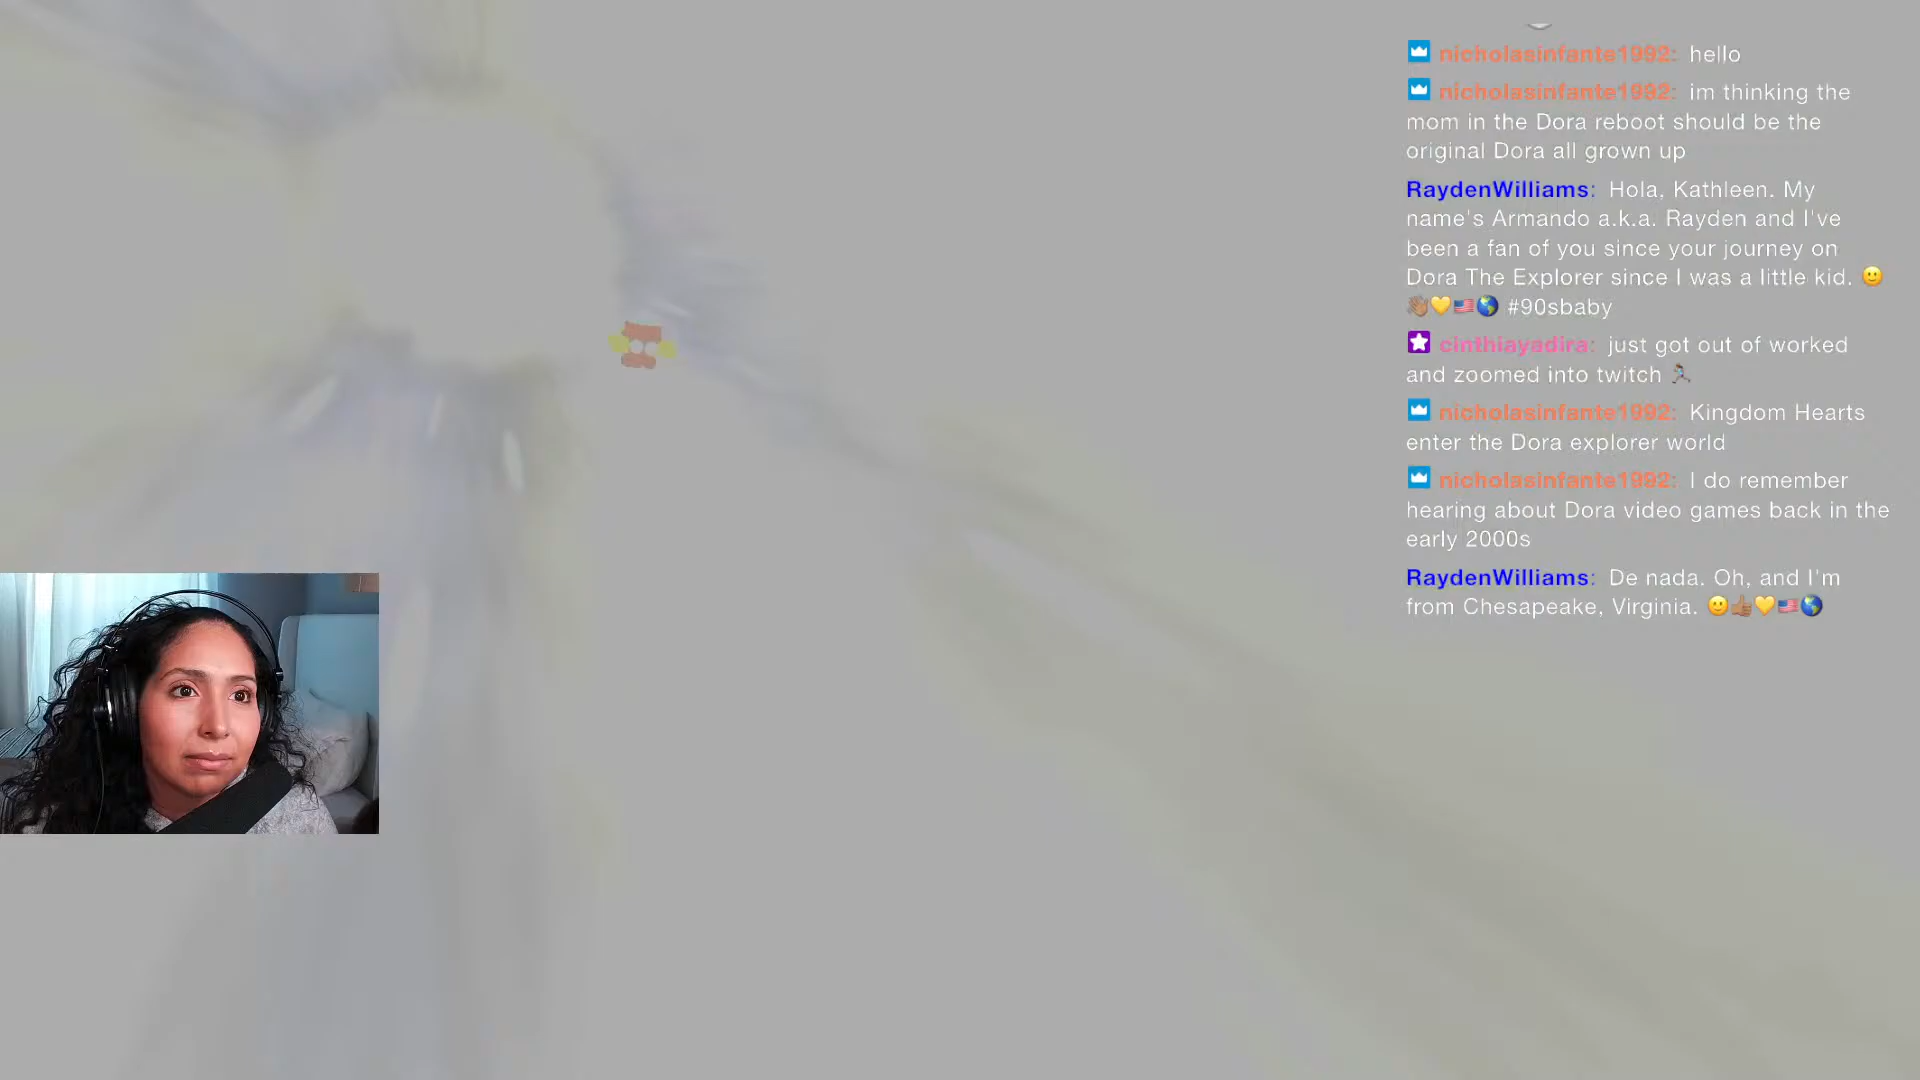 nicholasinfante1992: hello
nicholasinfante1992: im thinking the
mom in the Dora reboot should be the
original Dora all grown up
RaydenWilliams: Hola, Kathleen. My
name's Armando a.k.a. Rayden and I've
been a fan of you since your journey on
Dora The Explorer since I was a little kid. 🙂
👋🏽💛🇺🇸🌎 #90sbaby
cinthiayadira: just got out of worked
and zoomed into twitch 🏃🏽‍♀️
nicholasinfante1992: Kingdom Hearts
enter the Dora explorer world
nicholasinfante1992: I do remember
hearing about Dora video games back in the
early 2000s
RaydenWilliams: De nada. Oh, and I'm
from Chesapeake, Virginia. 🙂👍🏽💛🇺🇸🌎